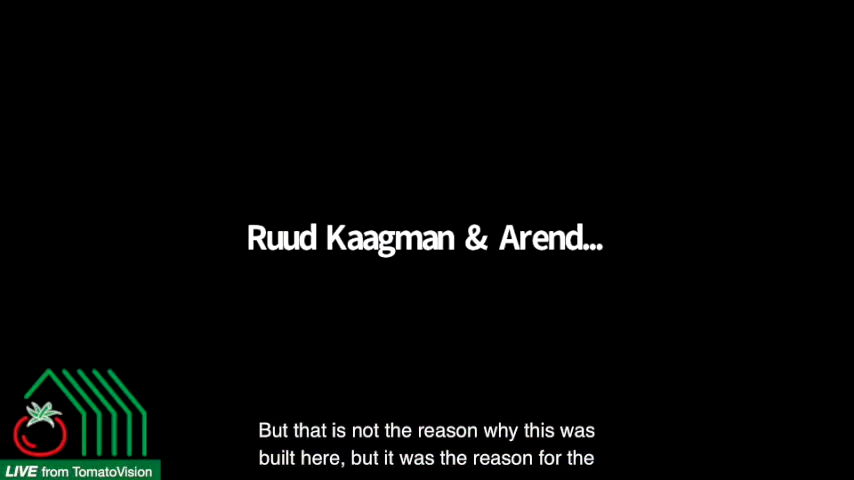 Ruud Kaagman & Arend...
But that is not the reason why this was
built here, but it was the reason for the
LIVE from TomatoVision